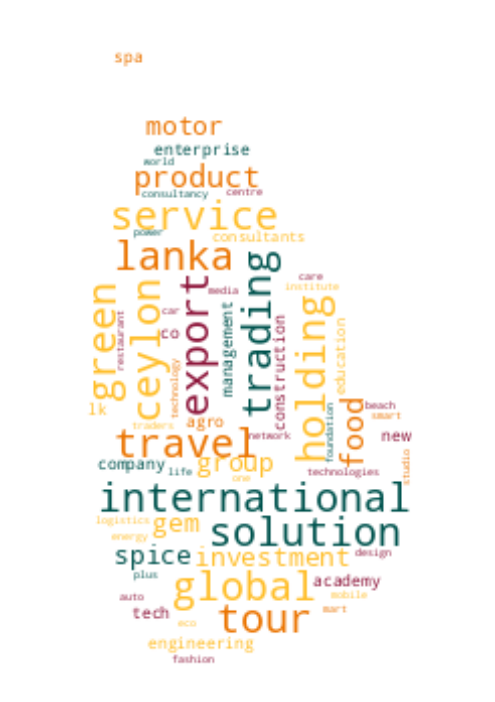 spa
motor
enterprise
world
product
consultancy centre
service
power
consultants
lanka
trading
export
ceylon
green
care
institute
media
holding
car
co
restaurant
management
construction
education
technology
lk
traders
agro
foundation
food
beach
smart
travel
network
new
company
life
group
one
technologies
studio
international
logistics
gem
solution
energy
spice
investment
design
plus
global
academy
auto
mobile
tech
tour
mart
eco
engineering
fashion